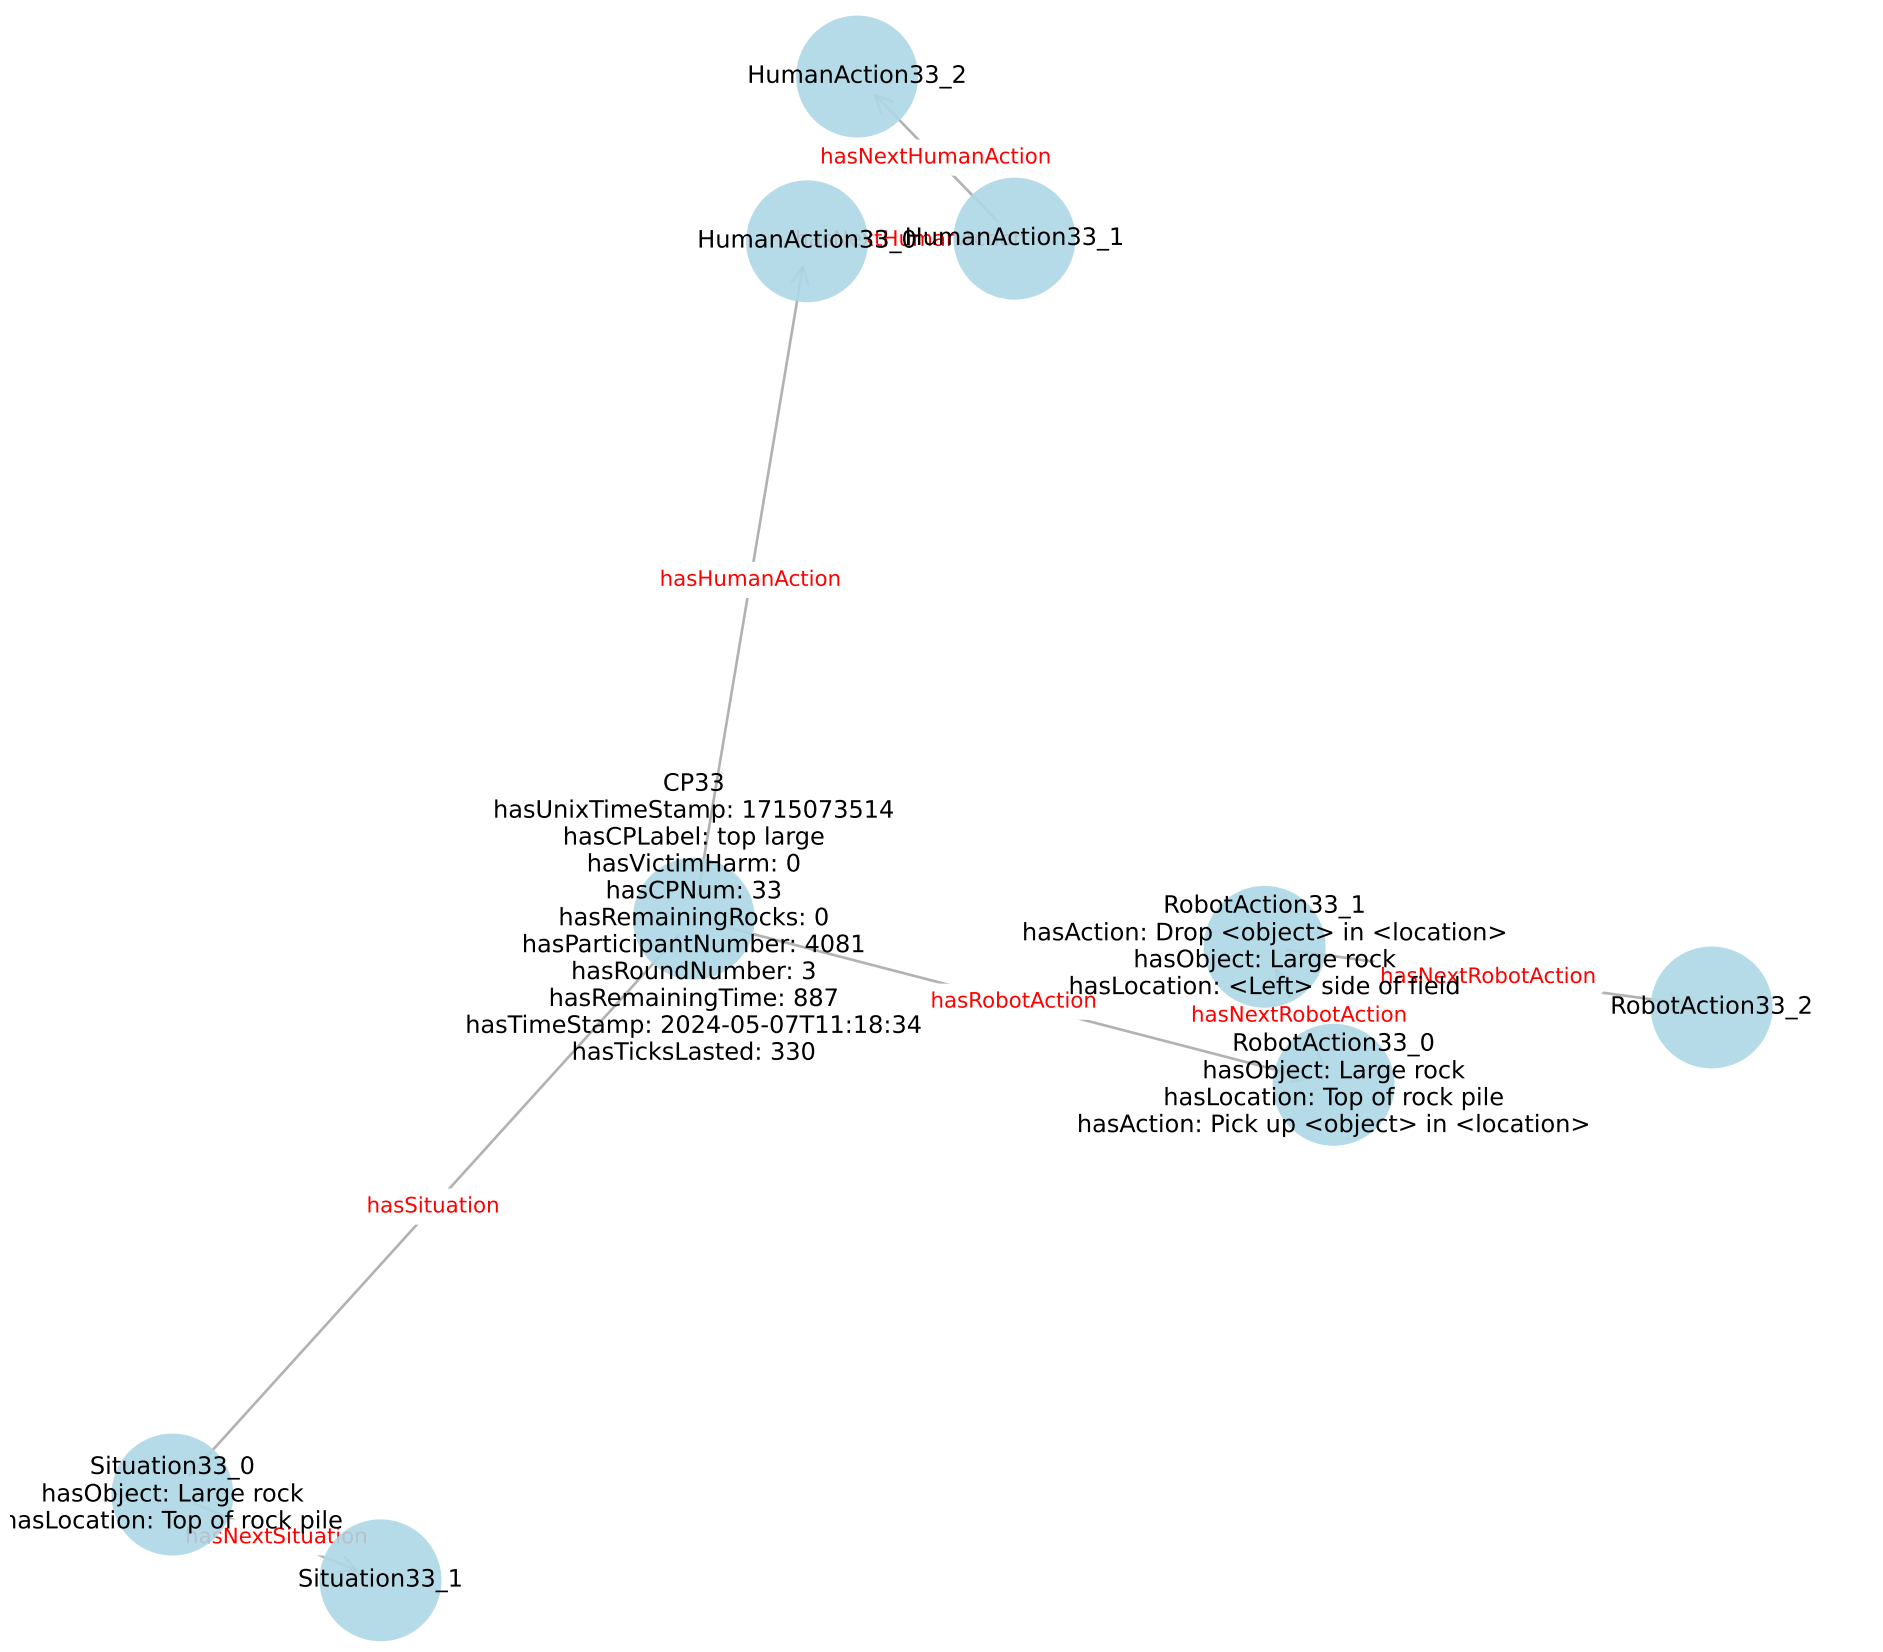 HumanAction33_2
hasNextHumanAction
HumanAction33_0
HumanAction33_1
hasHumanAction
CP33
hasUnixTimeStamp: 1715073514
hasCPLabel: top large
hasVictimHarm: 0
hasCPNum: 33
hasRemainingRocks: 0
hasParticipantNumber: 4081
hasRoundNumber: 3
hasRemainingTime: 887
hasTimeStamp: 2024-05-07T11:18:34
hasTicksLasted: 330
hasRobotAction
RobotAction33_1
hasAction: Drop <object> in <location>
hasObject: Large rock
hasLocation: <Left> side of field
hasNextRobotAction
RobotAction33_2
hasNextRobotAction
RobotAction33_0
hasObject: Large rock
hasLocation: Top of rock pile
hasAction: Pick up <object> in <location>
hasSituation
Situation33_0
hasObject: Large rock
hasLocation: Top of rock pile
hasNextSituation
Situation33_1